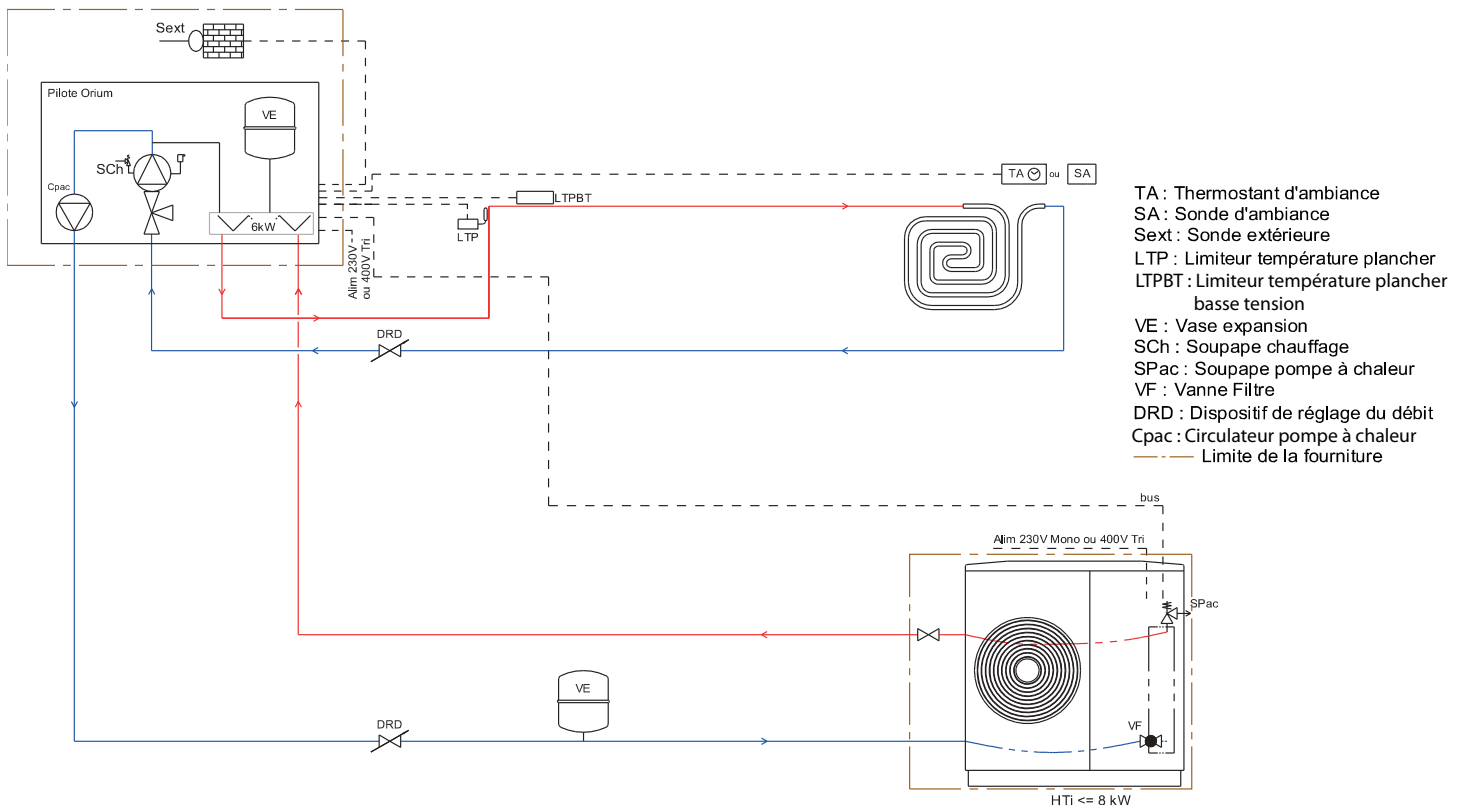 Sext
Pilote Orium
VE
SCh
Cpac
6kW
LTP
LTPBT
TA ou SA
Alim 230V -
ou 400V Tri
DRD
TA : Thermostant d'ambiance
SA : Sonde d'ambiance
Sext : Sonde extérieure
LTP : Limiteur température plancher
LTPBT : Limiteur température plancher
basse tension
VE : Vase expansion
SCh : Soupape chauffage
SPac : Soupape pompe à chaleur
VF : Vanne Filtre
DRD : Dispositif de réglage du débit
Cpac : Circulateur pompe à chaleur
Limite de la fourniture
bus
Alim 230V Mono ou 400V Tri
SPac
VE
DRD
VF
HTi <= 8 kW